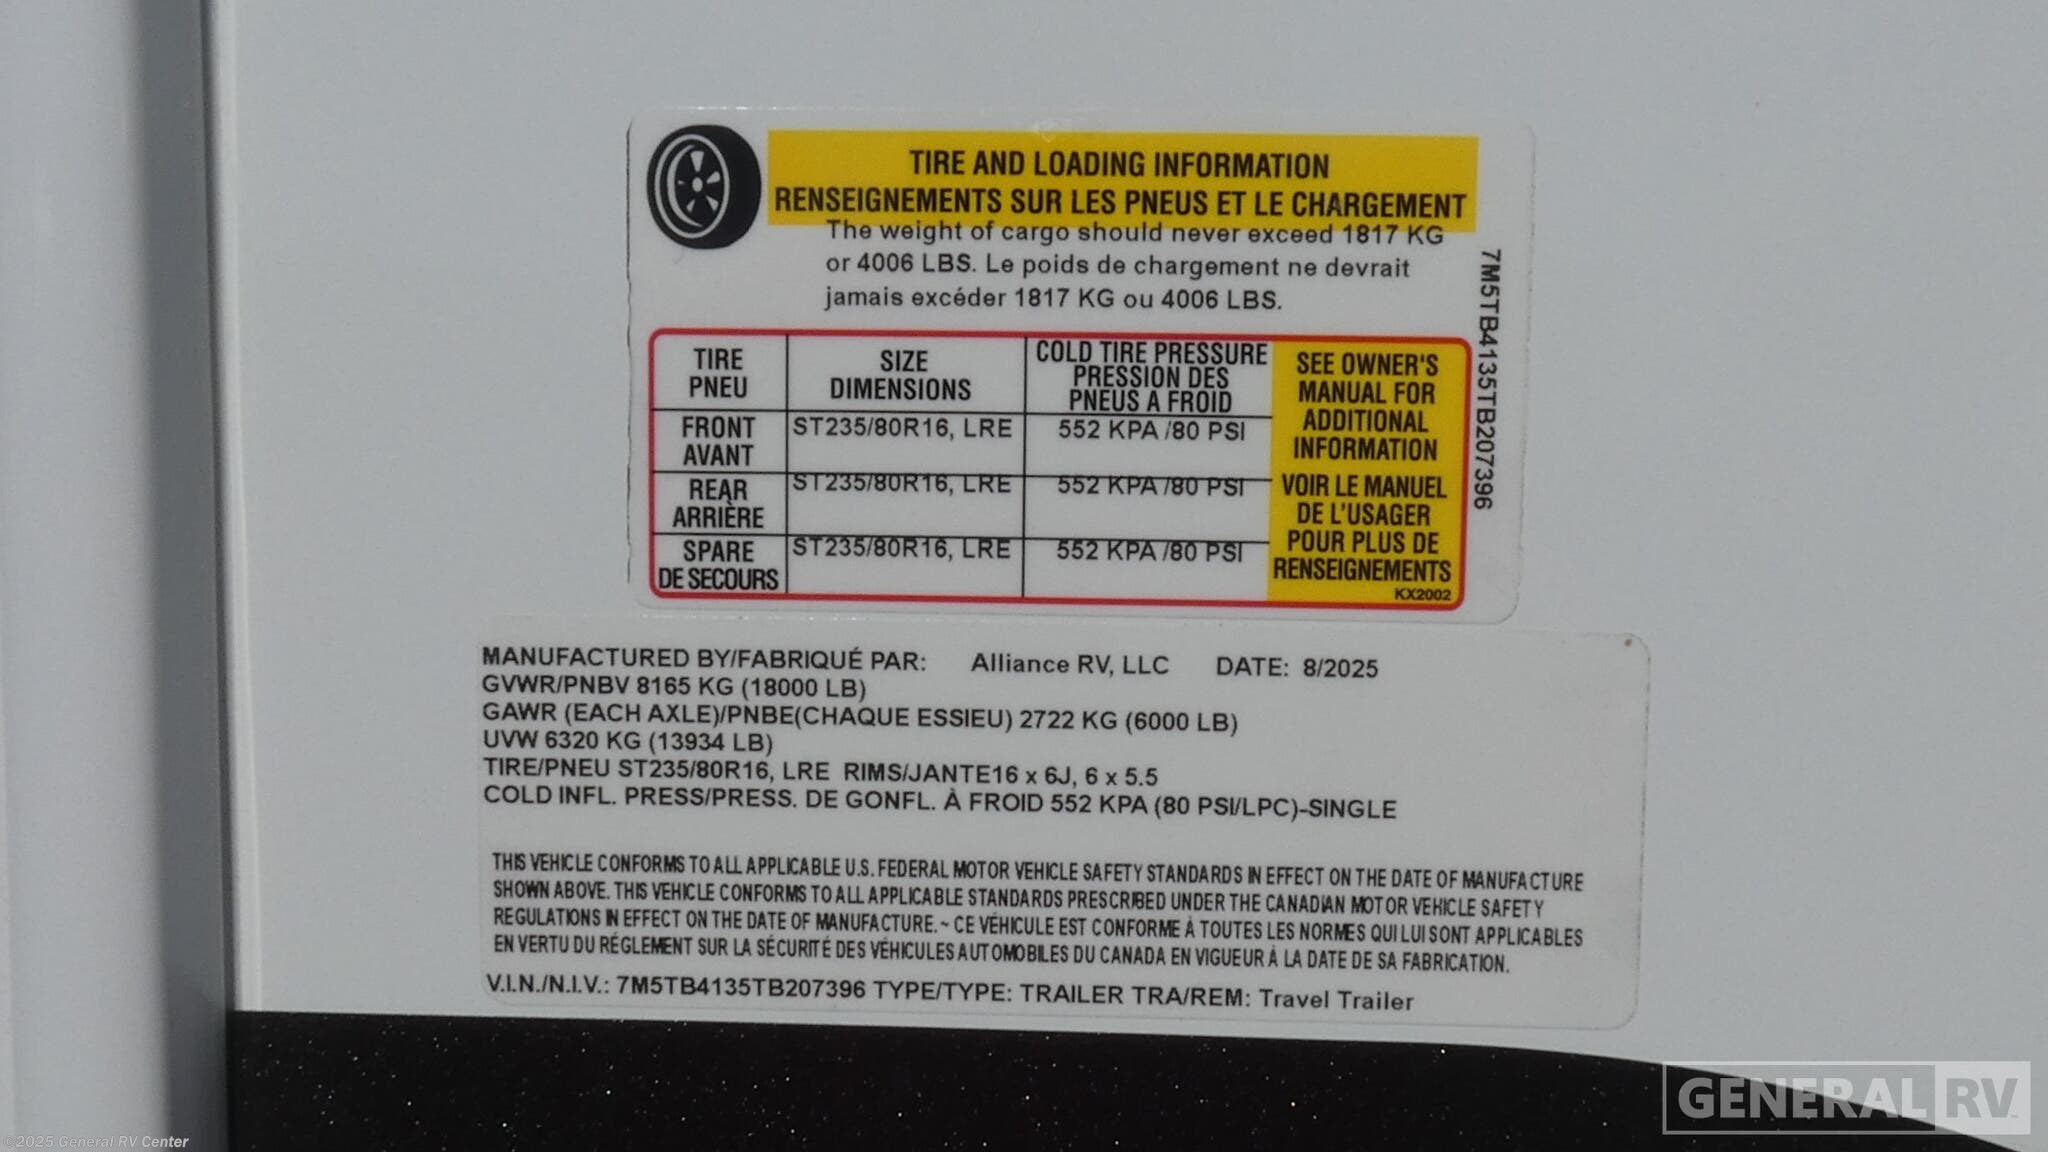 TIRE AND LOADING INFORMATION
RENSEIGNEMENTS SUR LES PNEUS ET LE CHARGEMENT
The weight of cargo should never exceed 1817 KG
or 4006 LBS. Le poids de chargement ne devrait
jamais excéder 1817 KG ou 4006 LBS.
7M5TB4135TB207396
TIRE
PNEU
SIZE
DIMENSIONS
COLD TIRE PRESSURE
PRESSION DES
PNEUS A FROID
FRONT
AVANT
ST235/80R16, LRE
552 KPA /80 PSI
REAR
ARRIÈRE
ST235/80R16, LRE
552 KPA /80 PSI
SPARE
DE SECOURS
ST235/80R16, LRE
552 KPA /80 PSI
SEE OWNER'S
MANUAL FOR
ADDITIONAL
INFORMATION
VOIR LE MANUEL
DE L'USAGER
POUR PLUS DE
RENSEIGNEMENTS
KX2002
MANUFACTURED BY/FABRIQUÉ PAR: Alliance RV, LLC DATE: 8/2025
GVWR/PNBV 8165 KG (18000 LB)
GAWR (EACH AXLE)/PNBE(CHAQUE ESSIEU) 2722 KG (6000 LB)
UVW 6320 KG (13934 LB)
TIRE/PNEU ST235/80R16, LRE RIMS/JANTE16 x 6J, 6 x 5.5
COLD INFL. PRESS/PRESS. DE GONFL. À FROID 552 KPA (80 PSI/LPC)-SINGLE
THIS VEHICLE CONFORMS TO ALL APPLICABLE U.S. FEDERAL MOTOR VEHICLE SAFETY STANDARDS IN EFFECT ON THE DATE OF MANUFACTURE
SHOWN ABOVE. THIS VEHICLE CONFORMS TO ALL APPLICABLE STANDARDS PRESCRIBED UNDER THE CANADIAN MOTOR VEHICLE SAFETY
REGULATIONS IN EFFECT ON THE DATE OF MANUFACTURE. ~ CE VÉHICULE EST CONFORME À TOUTES LES NORMES QUI LUI SONT APPLICABLES
EN VERTU DU RÉGLEMENT SUR LA SÉCURITÉ DES VÉHICULES AUTOMOBILES DU CANADA EN VIGUEUR À LA DATE DE SA FABRICATION.
V.I.N./N.I.V.: 7M5TB4135TB207396 TYPE/TYPE: TRAILER TRA/REM: Travel Trailer
GENERAL RV
©2025 General RV Center